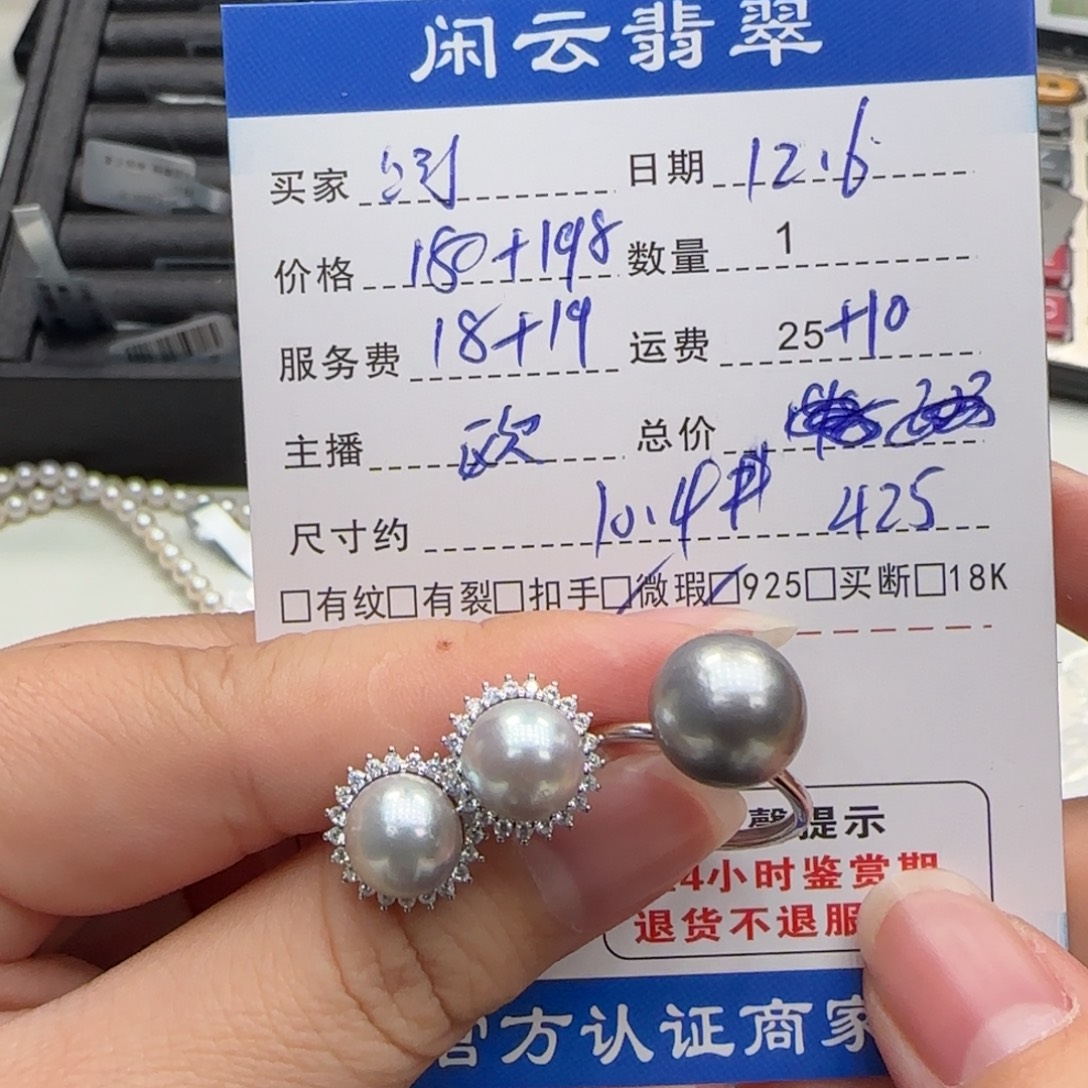 闲云翡翠
买家 日期 12.6
价格 180+198 数量 1
服务费 18+19 运费 25+10
主播 欧 总价
尺寸约 10.4# 425
□有纹□有裂□扣手□微瑕□925□买断□18K
馨提示
4小时鉴赏期
退货不退服
官方认证商家